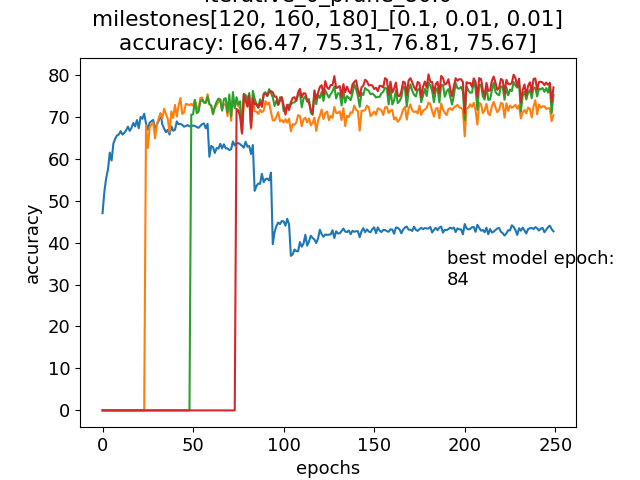 milestones[120, 160, 180]_[0.1, 0.01, 0.01]
accuracy: [66.47, 75.31, 76.81, 75.67]
80
70
60
50
40
30
20
10
0
accuracy
best model epoch:
84
0 50 100 150 200 250
epochs